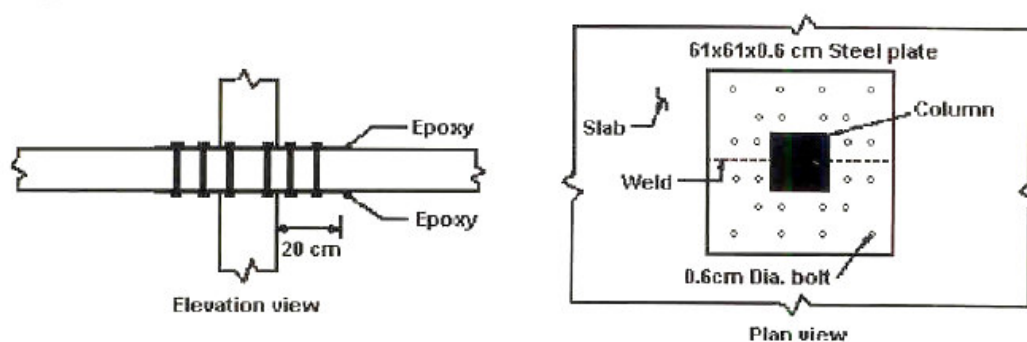 Epoxy
Epoxy
20 cm
Elevation view
61x61x0.6 cm Steel plate
Column
Slab
Weld
0.6cm Dia. bolt
Plan view